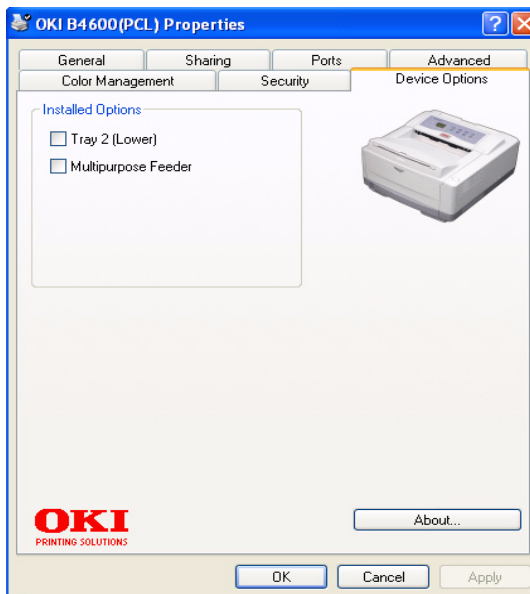 OKI B4600(PCL) Properties
General Sharing Ports Advanced
Color Management Security Device Options
Installed Options
Tray 2 (Lower)
Multipurpose Feeder
OKI
PRINTING SOLUTIONS
About...
OK Cancel Apply